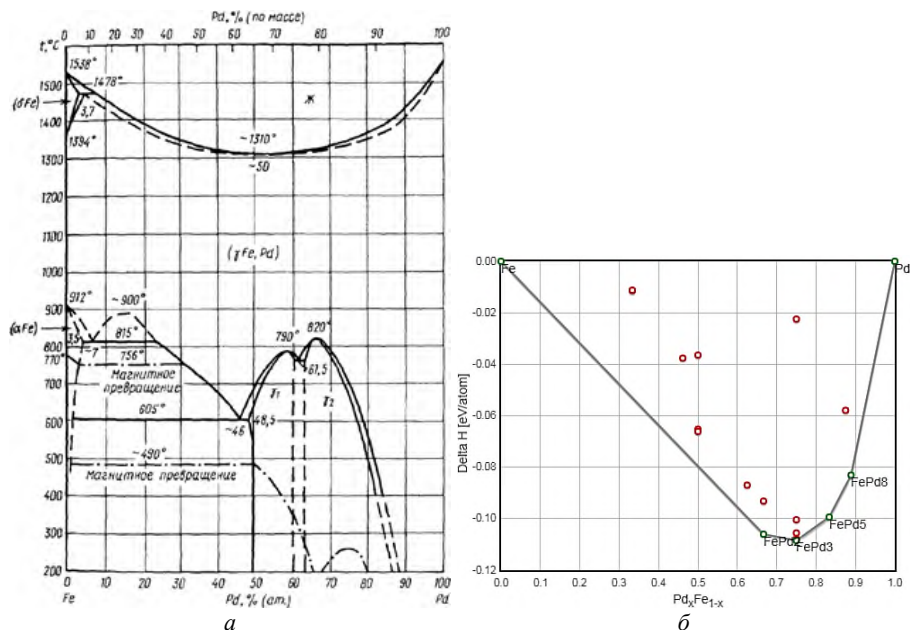 Pd, % (по массе)
0 10 20 30 40 50 60 70 80 90 100
t, °C
1538°
1478°
1500
(δFe)
Ж
3,7
1400
1394°
~1310°
1300
~50
1200
1100
1000
(γFe, Pd)
912°
~900°
900
(αFe)
815°
790°
820°
800
3,5
~7
770°
756°
61,5
700
Магнитное
превращение
γ₁
γ₂
605°
600
~46
48,5
~490°
500
Магнитное превращение
400
300
200
0 10 20 30 40 50 60 70 80 90 100
Fe
Pd, % (ат.)
Pd
а
0.00
Fe
Pd
-0.02
-0.04
-0.06
-0.08
-0.10
-0.12
Delta H [eV/atom]
FePd8
FePd5
FePd2
FePd3
0.0 0.1 0.2 0.3 0.4 0.5 0.6 0.7 0.8 0.9 1.0
PdₓFe₁₋ₓ
б